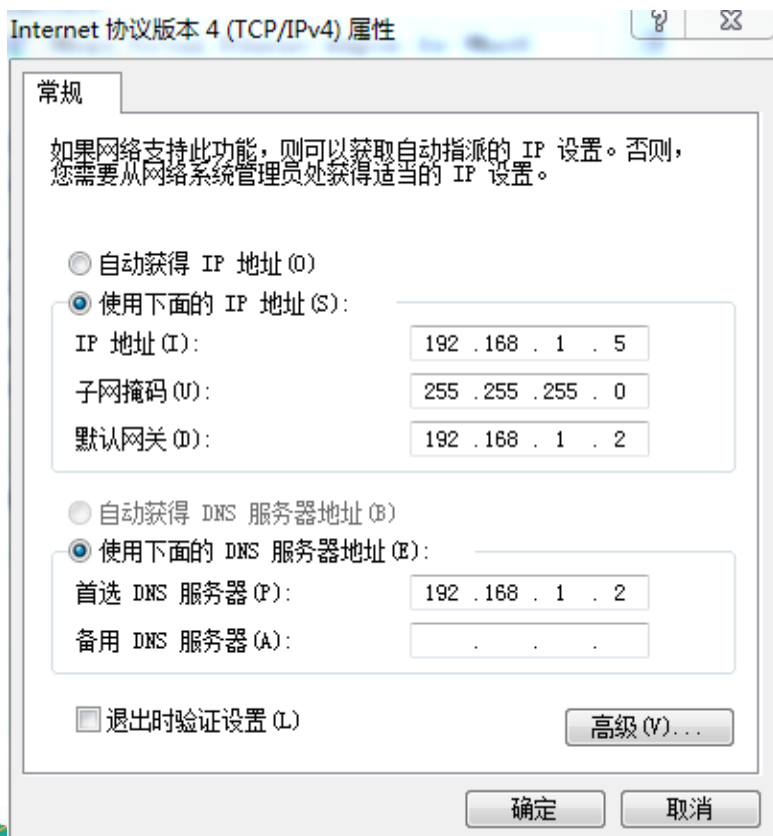 Internet 协议版本 4 (TCP/IPv4) 属性
常规
如果网络支持此功能，则可以获取自动指派的 IP 设置。否则，
您需要从网络系统管理员处获得适当的 IP 设置。
自动获得 IP 地址(O)
使用下面的 IP 地址(S):
IP 地址(I): 192 .168 . 1 . 5
子网掩码(U): 255 .255 .255 . 0
默认网关(D): 192 .168 . 1 . 2
自动获得 DNS 服务器地址(B)
使用下面的 DNS 服务器地址(E):
首选 DNS 服务器(P): 192 .168 . 1 . 2
备用 DNS 服务器(A): . . .
退出时验证设置(L)
高级(V)...
确定 取消